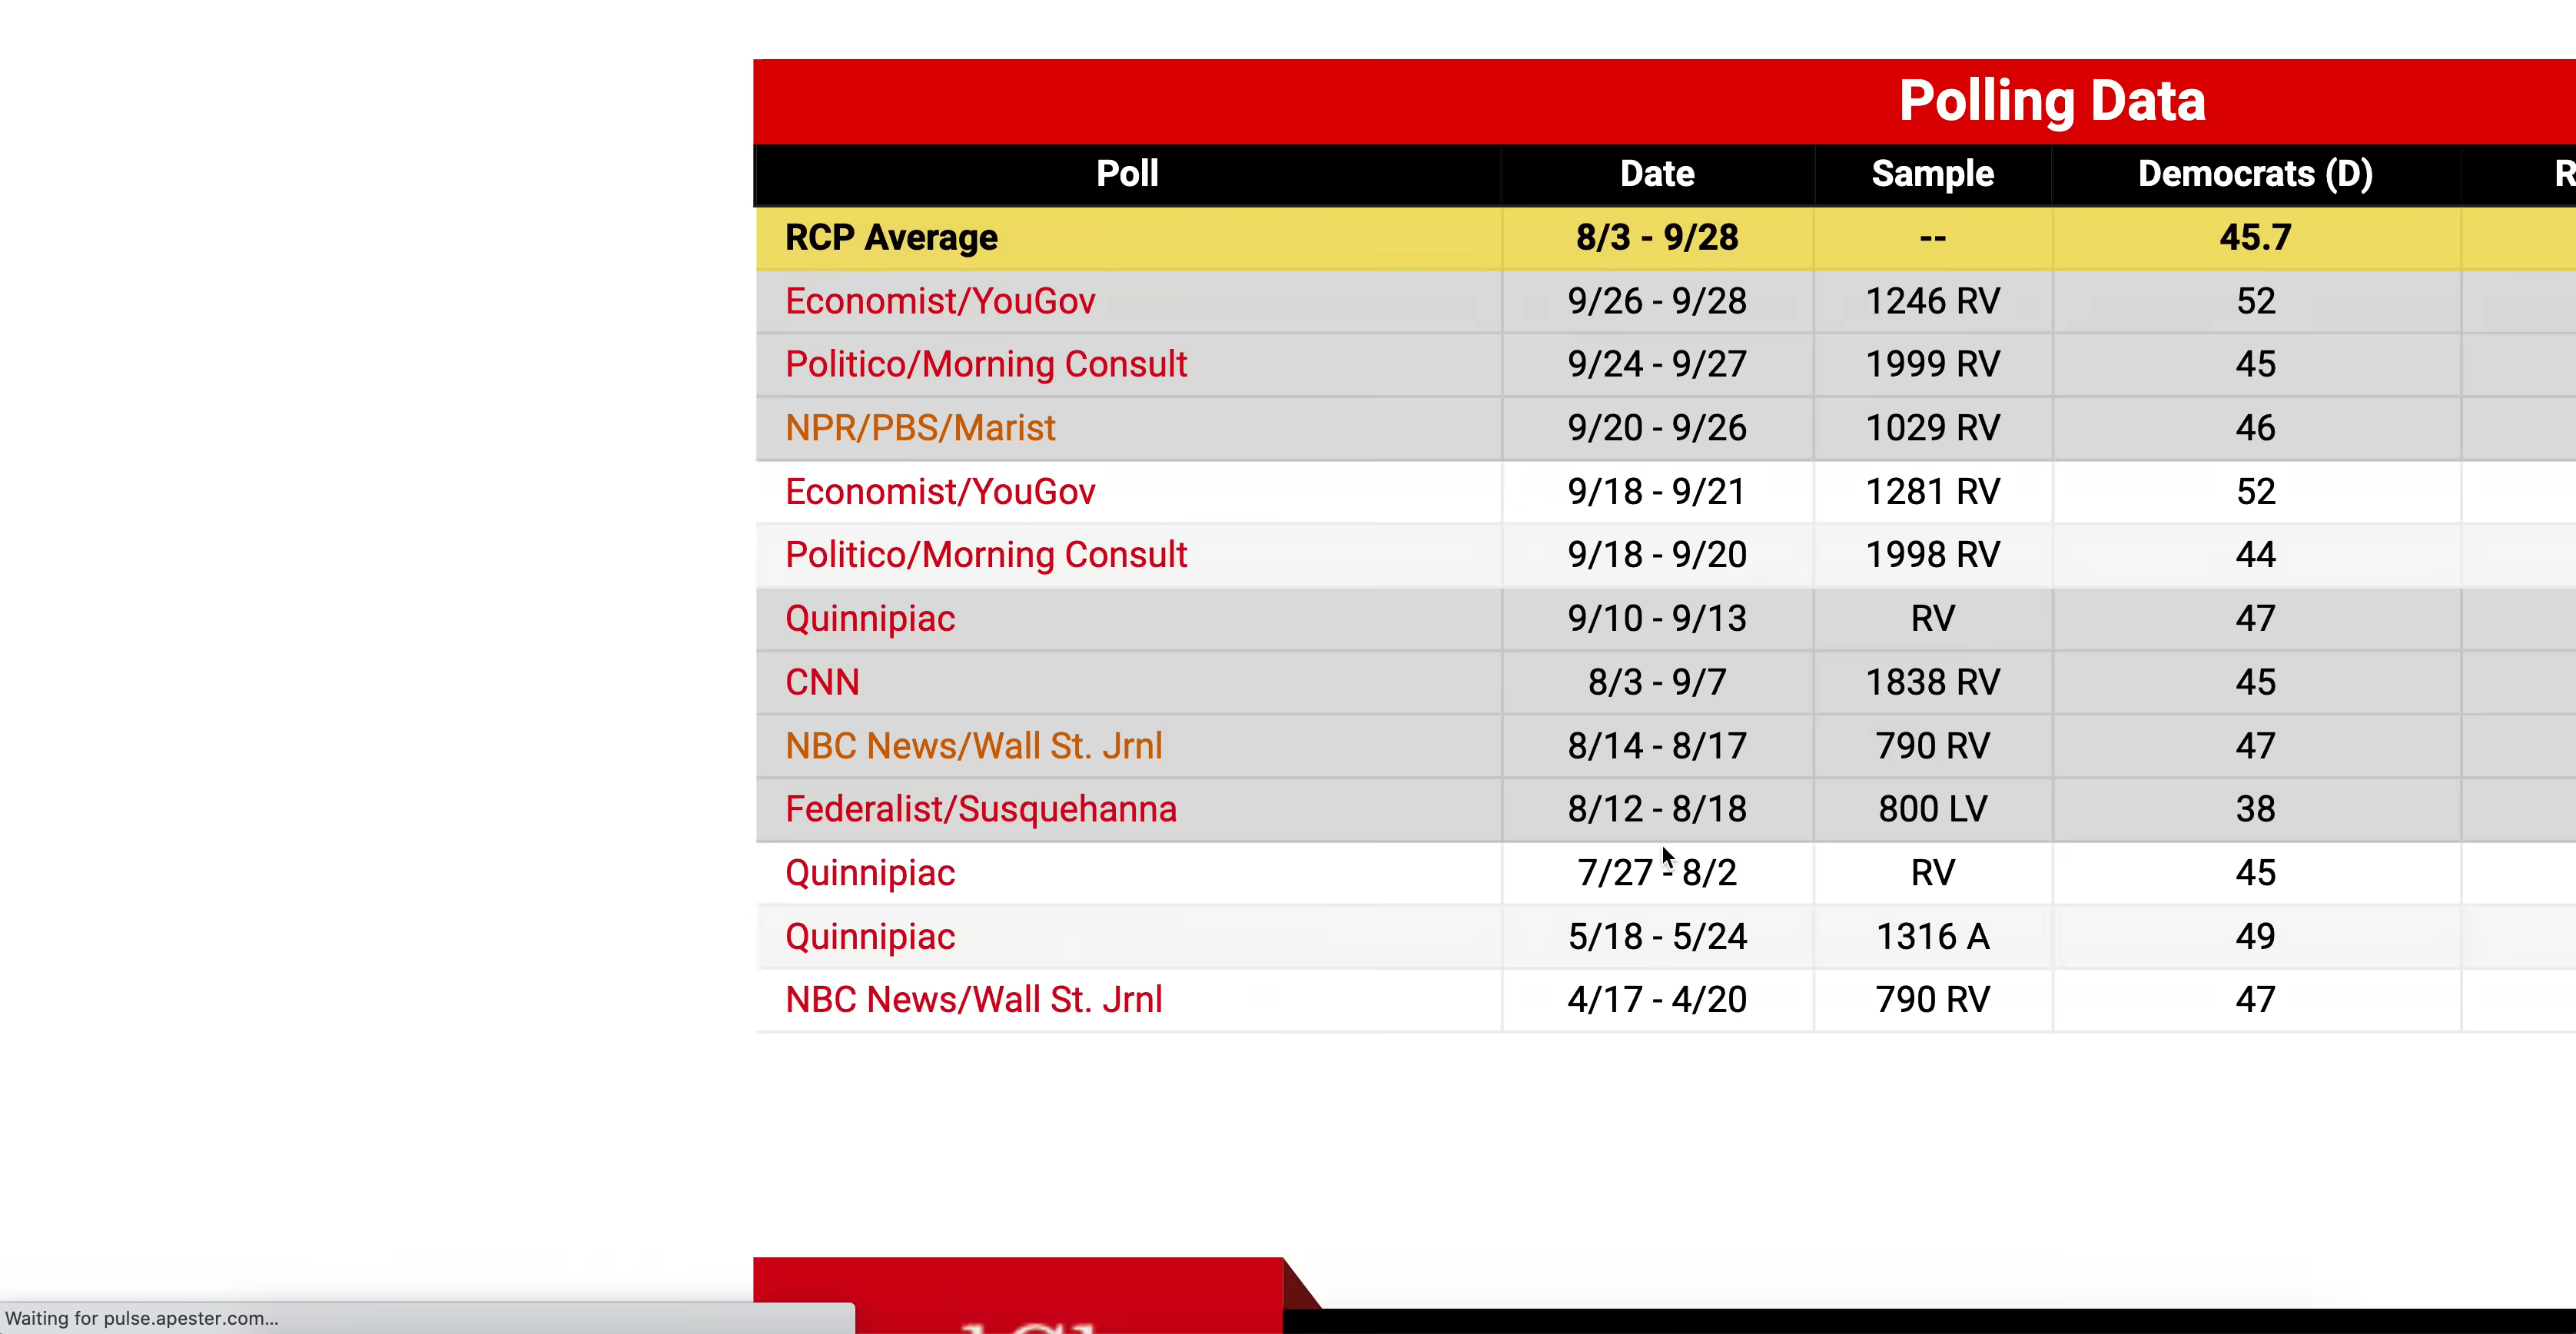 Polling Data
Poll Date Sample Democrats (D) R
RCP Average 8/3 - 9/28 -- 45.7
Economist/YouGov 9/26 - 9/28 1246 RV 52
Politico/Morning Consult 9/24 - 9/27 1999 RV 45
NPR/PBS/Marist 9/20 - 9/26 1029 RV 46
Economist/YouGov 9/18 - 9/21 1281 RV 52
Politico/Morning Consult 9/18 - 9/20 1998 RV 44
Quinnipiac 9/10 - 9/13 RV 47
CNN 8/3 - 9/7 1838 RV 45
NBC News/Wall St. Jrnl 8/14 - 8/17 790 RV 47
Federalist/Susquehanna 8/12 - 8/18 800 LV 38
Quinnipiac 7/27 - 8/2 RV 45
Quinnipiac 5/18 - 5/24 1316 A 49
NBC News/Wall St. Jrnl 4/17 - 4/20 790 RV 47
Waiting for pulse.apester.com...